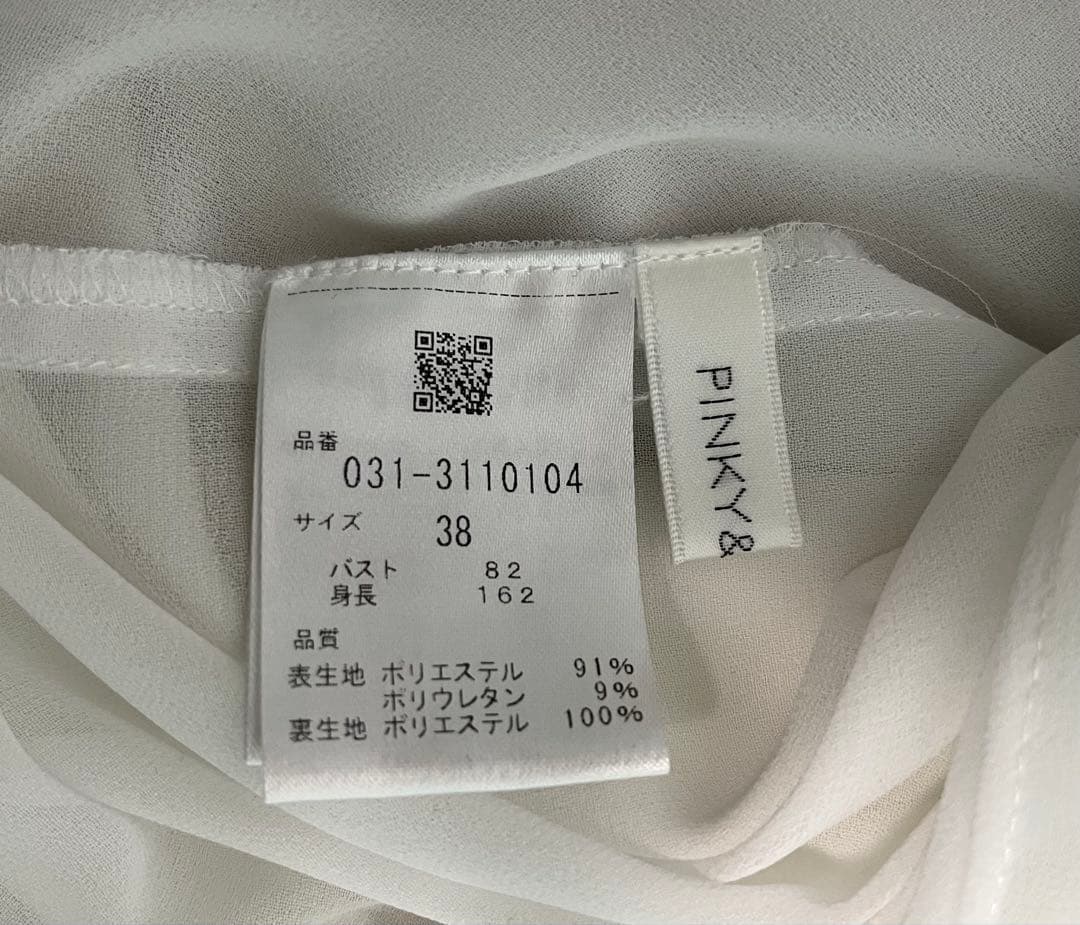 品番
031-3110104
サイズ 38
バスト 82
身長 162
品質
表生地 ポリエステル 91%
ポリウレタン 9%
裏生地 ポリエステル 100%
PINKY &